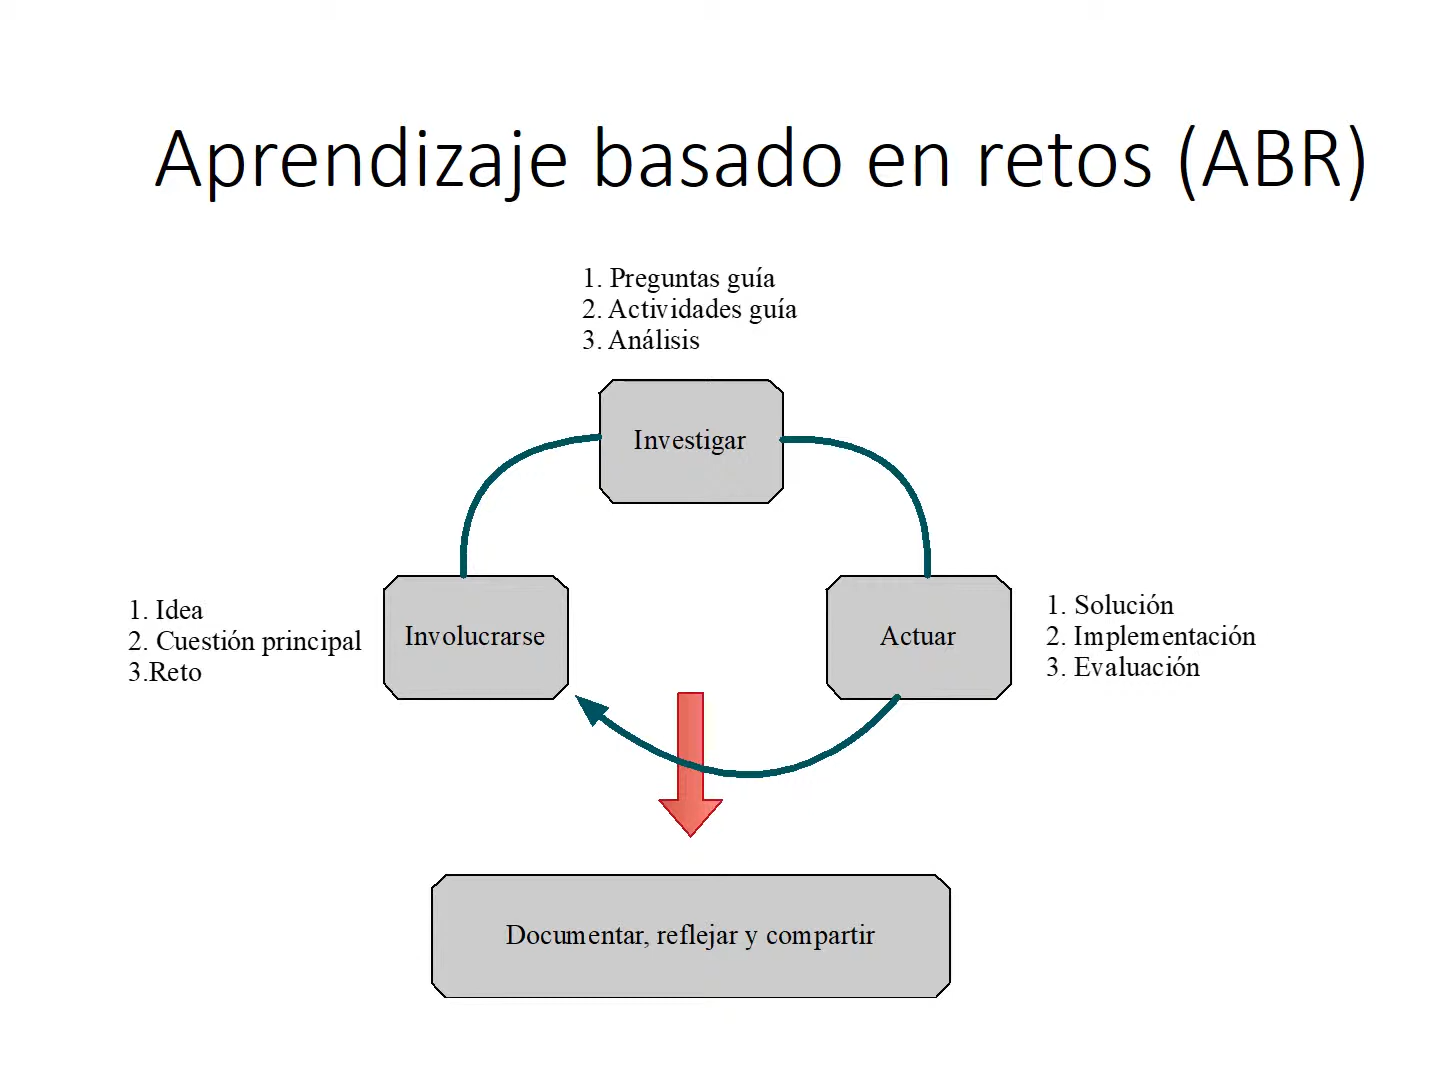 Aprendizaje basado en retos (ABR)
1. Preguntas guía
2. Actividades guía
3. Análisis
Investigar
1. Idea
2. Cuestión principal
3.Reto
Involucrarse
Actuar
1. Solución
2. Implementación
3. Evaluación
Documentar, reflejar y compartir